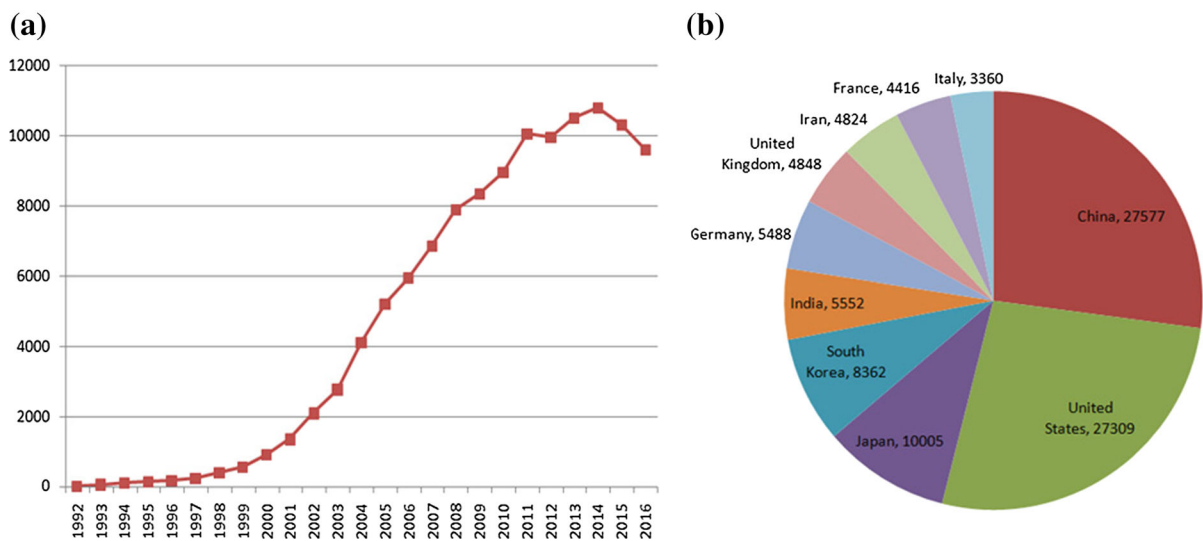 (a)
12000
10000
8000
6000
4000
2000
0
1992
1993
1994
1995
1996
1997
1998
1999
2000
2001
2002
2003
2004
2005
2006
2007
2008
2009
2010
2011
2012
2013
2014
2015
2016
(b)
Italy, 3360
France, 4416
Iran, 4824
United
Kingdom, 4848
Germany, 5488
India, 5552
South
Korea, 8362
Japan, 10005
United
States, 27309
China, 27577